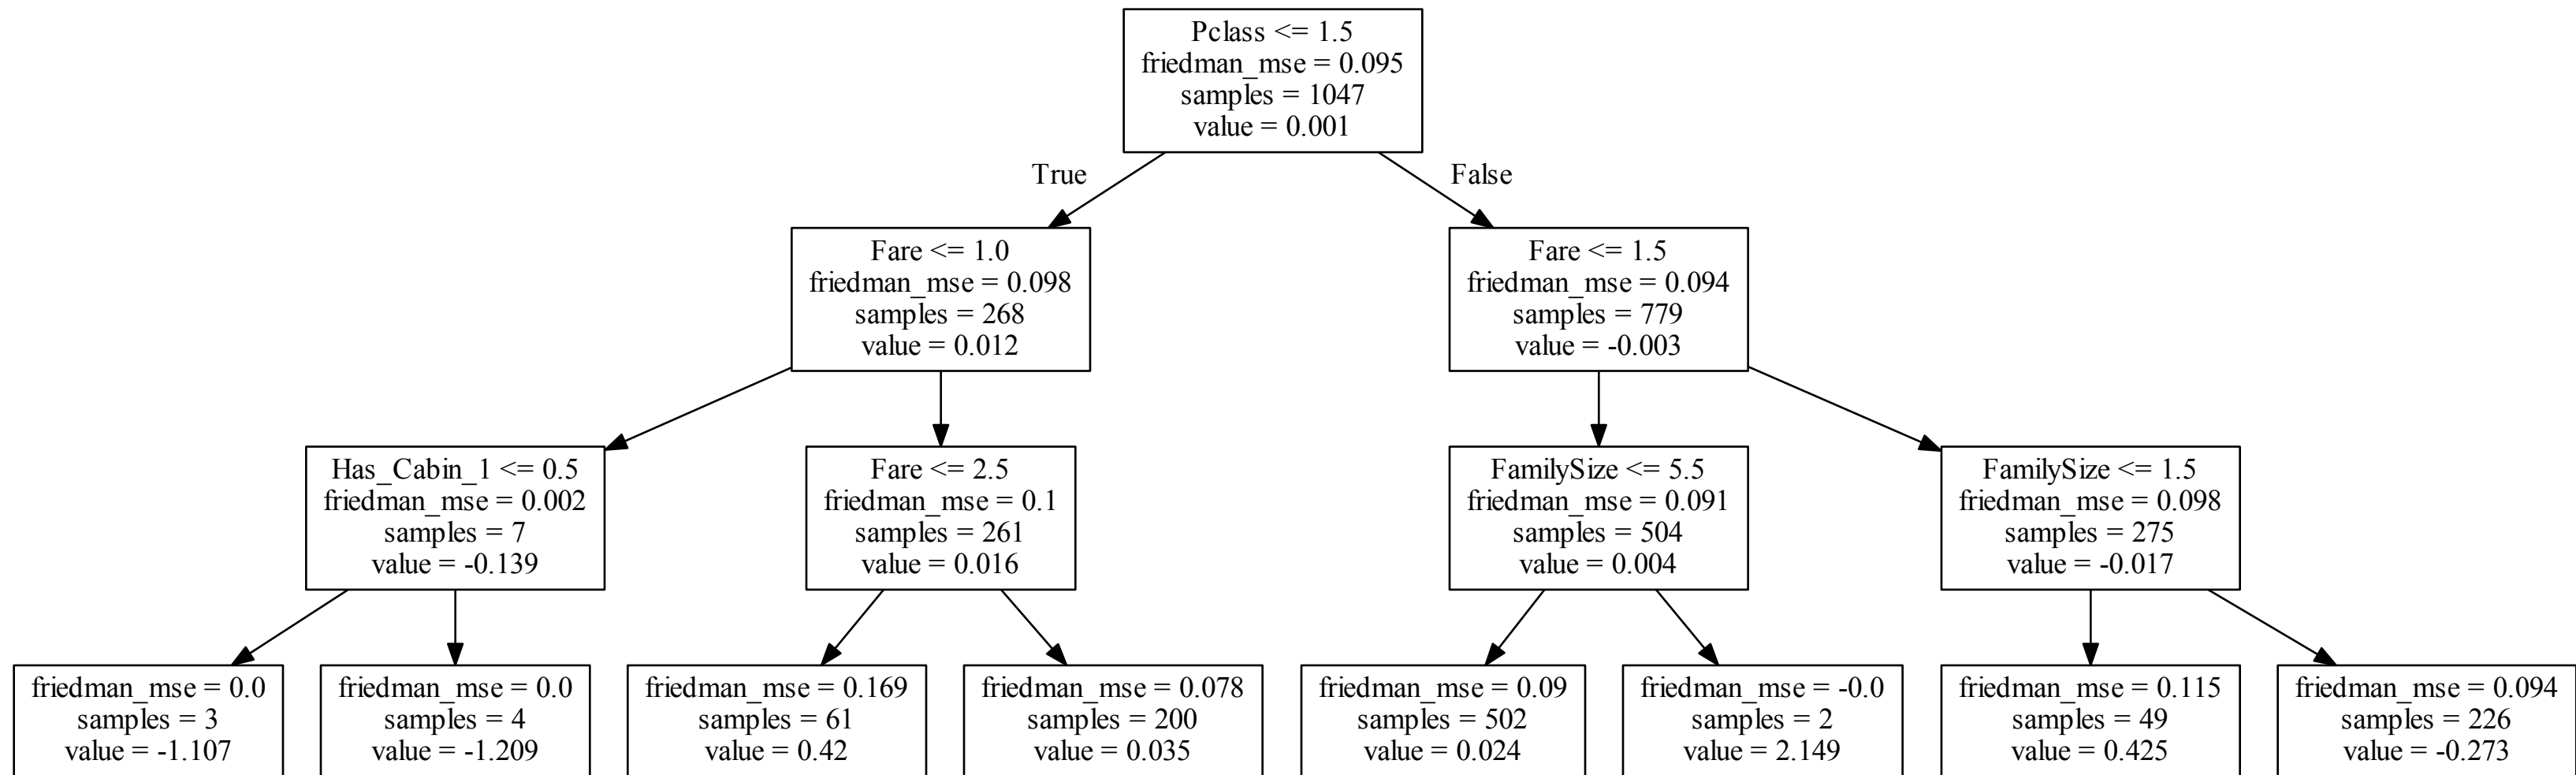 Pclass <= 1.5
friedman_mse = 0.095
samples = 1047
value = 0.001
True
False
Fare <= 1.0
friedman_mse = 0.098
samples = 268
value = 0.012
Fare <= 1.5
friedman_mse = 0.094
samples = 779
value = -0.003
Has_Cabin_1 <= 0.5
friedman_mse = 0.002
samples = 7
value = -0.139
Fare <= 2.5
friedman_mse = 0.1
samples = 261
value = 0.016
FamilySize <= 5.5
friedman_mse = 0.091
samples = 504
value = 0.004
FamilySize <= 1.5
friedman_mse = 0.098
samples = 275
value = -0.017
friedman_mse = 0.0
samples = 3
value = -1.107
friedman_mse = 0.0
samples = 4
value = -1.209
friedman_mse = 0.169
samples = 61
value = 0.42
friedman_mse = 0.078
samples = 200
value = 0.035
friedman_mse = 0.09
samples = 502
value = 0.024
friedman_mse = -0.0
samples = 2
value = 2.149
friedman_mse = 0.115
samples = 49
value = 0.425
friedman_mse = 0.094
samples = 226
value = -0.273